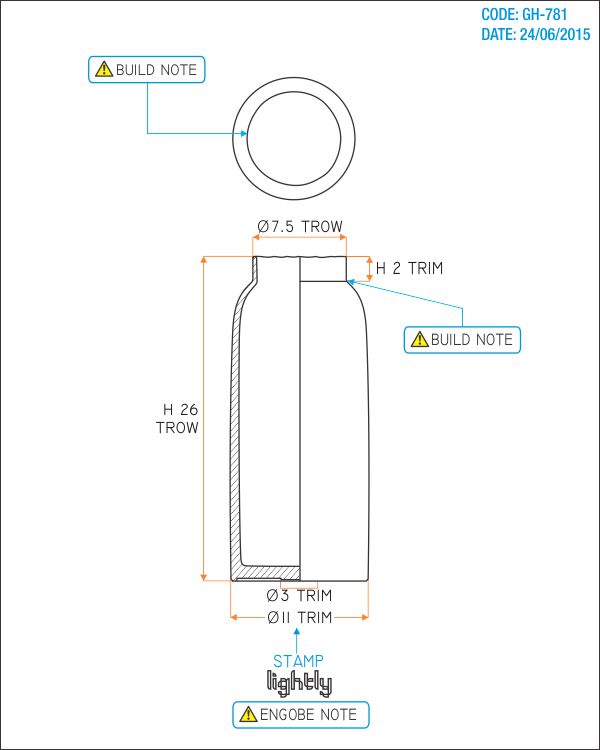 CODE: GH-781
DATE: 24/06/2015
BUILD NOTE
Ø7.5 TROW
H 2 TRIM
BUILD NOTE
H 26
TROW
Ø3 TRIM
Ø11 TRIM
STAMP
lightly
ENGOBE NOTE